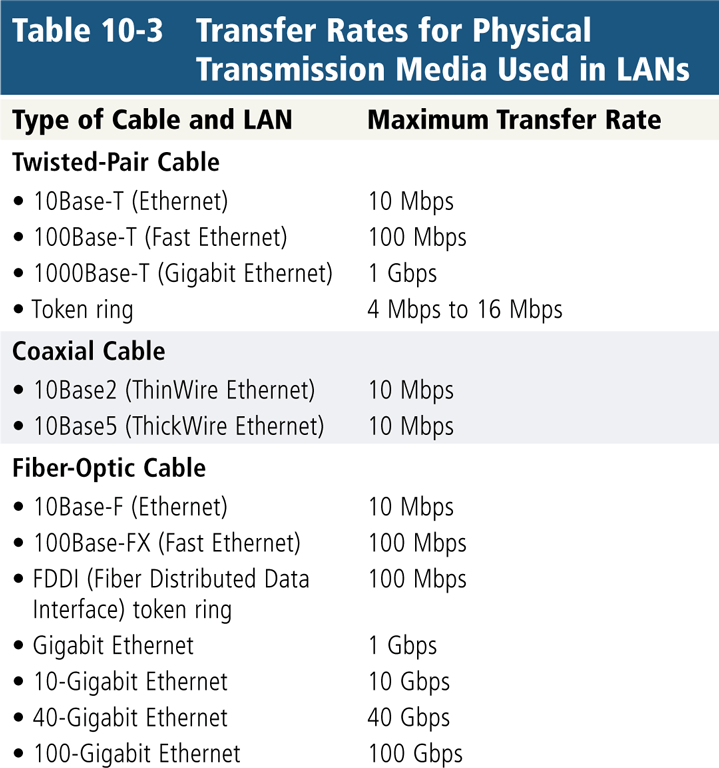 Table 10-3 Transfer Rates for Physical
Transmission Media Used in LANs
Type of Cable and LAN Maximum Transfer Rate
Twisted-Pair Cable
• 10Base-T (Ethernet) 10 Mbps
• 100Base-T (Fast Ethernet) 100 Mbps
• 1000Base-T (Gigabit Ethernet) 1 Gbps
• Token ring 4 Mbps to 16 Mbps
Coaxial Cable
• 10Base2 (ThinWire Ethernet) 10 Mbps
• 10Base5 (ThickWire Ethernet) 10 Mbps
Fiber-Optic Cable
• 10Base-F (Ethernet) 10 Mbps
• 100Base-FX (Fast Ethernet) 100 Mbps
• FDDI (Fiber Distributed Data 100 Mbps
Interface) token ring
• Gigabit Ethernet 1 Gbps
• 10-Gigabit Ethernet 10 Gbps
• 40-Gigabit Ethernet 40 Gbps
• 100-Gigabit Ethernet 100 Gbps